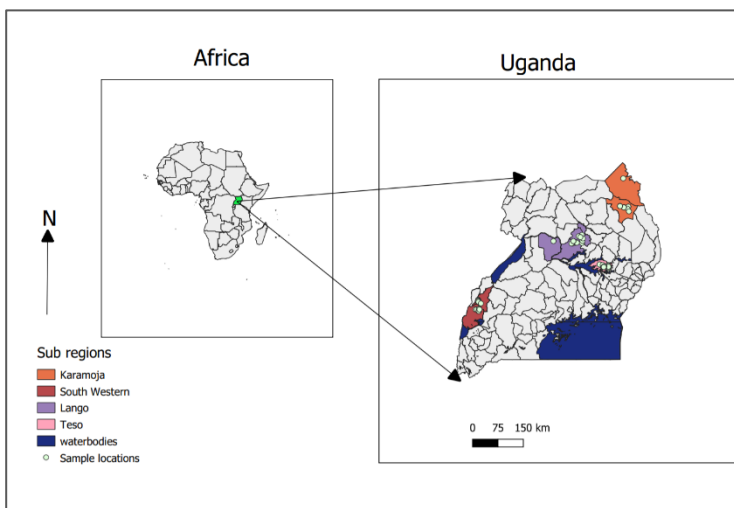 Africa
Uganda
N
Sub regions
Karamoja
South Western
Lango
Teso
waterbodies
Sample locations
0 75 150 km